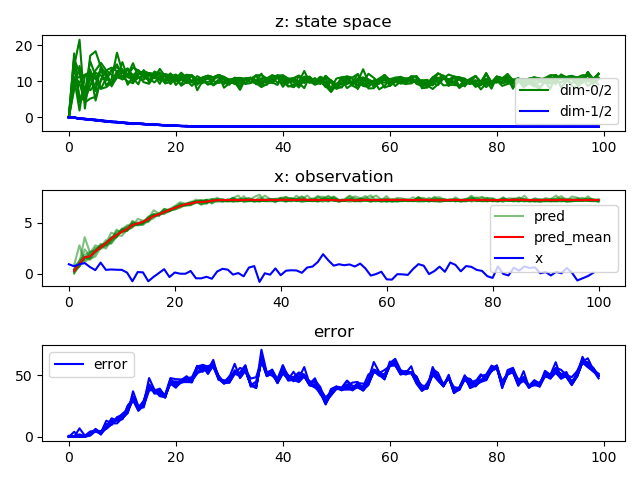 z: state space
20
10
0
dim-0/2
dim-1/2
0 20 40 60 80 100
x: observation
5
0
pred
pred_mean
x
0 20 40 60 80 100
error
50
0
error
0 20 40 60 80 100